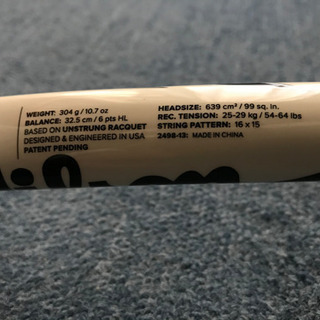 WEIGHT: 304 g / 10.7 oz
BALANCE: 32.5 cm / 6 pts HL
BASED ON UNSTRUNG RACQUET
DESIGNED & ENGINEERED IN USA
PATENT PENDING
HEADSIZE: 639 cm² / 99 sq. in.
REC. TENSION: 25-29 kg / 54-64 lbs
STRING PATTERN: 16 x 15
2498-13: MADE IN CHINA